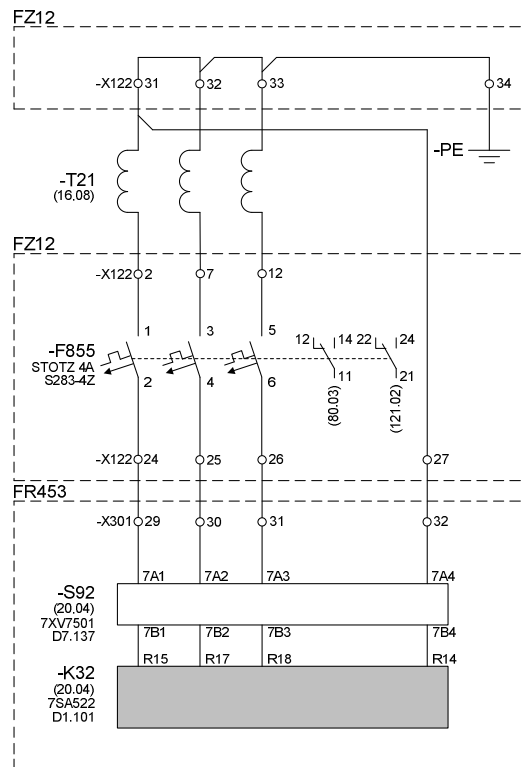 FZ12
-X122 31 32 33 34
-PE
-T21
(16.08)
FZ12
-X122 2 7 12
1 3 5 12 14 22 24
-F855
STOTZ 4A
S283-4Z
2 4 6 11 21
(80.03) (121.02)
-X122 24 25 26 27
FR453
-X301 29 30 31 32
7A1 7A2 7A3 7A4
-S92
(20.04)
7XV7501
D7.137
7B1 7B2 7B3 7B4
R15 R17 R18 R14
-K32
(20.04)
7SA522
D1.101